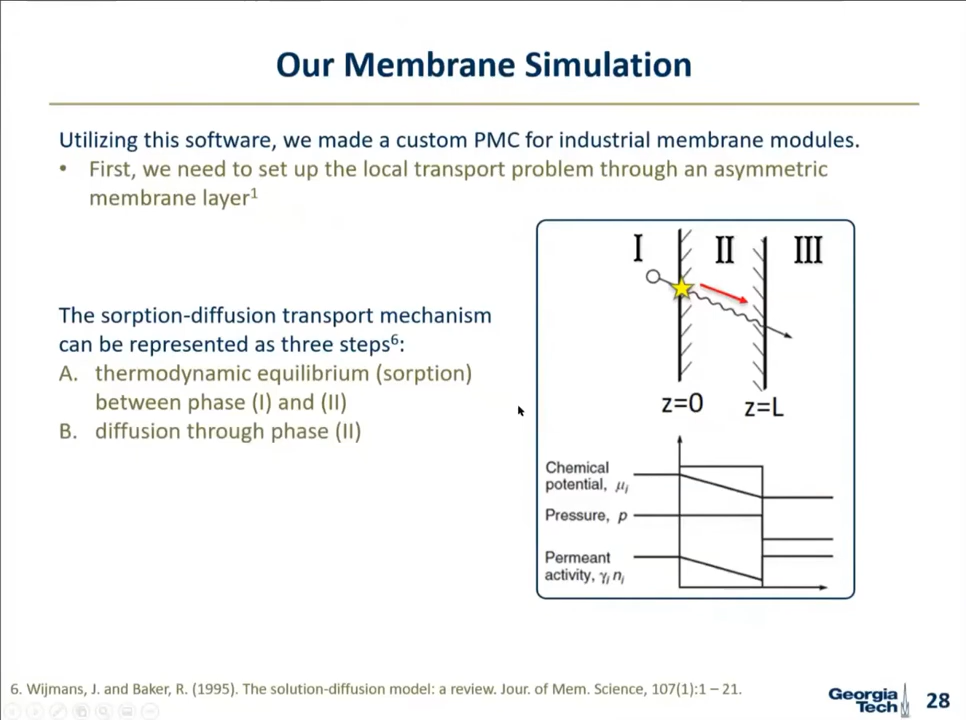 Our Membrane Simulation
Utilizing this software, we made a custom PMC for industrial membrane modules.
• First, we need to set up the local transport problem through an asymmetric
membrane layer¹
The sorption-diffusion transport mechanism
can be represented as three steps⁶:
A. thermodynamic equilibrium (sorption)
between phase (I) and (II)
B. diffusion through phase (II)
I II III
z=0 z=L
Chemical
potential, μᵢ
Pressure, p
Permeant
activity, γᵢ nᵢ
6. Wijmans, J. and Baker, R. (1995). The solution-diffusion model: a review. Jour. of Mem. Science, 107(1):1 – 21.
Georgia
Tech
28